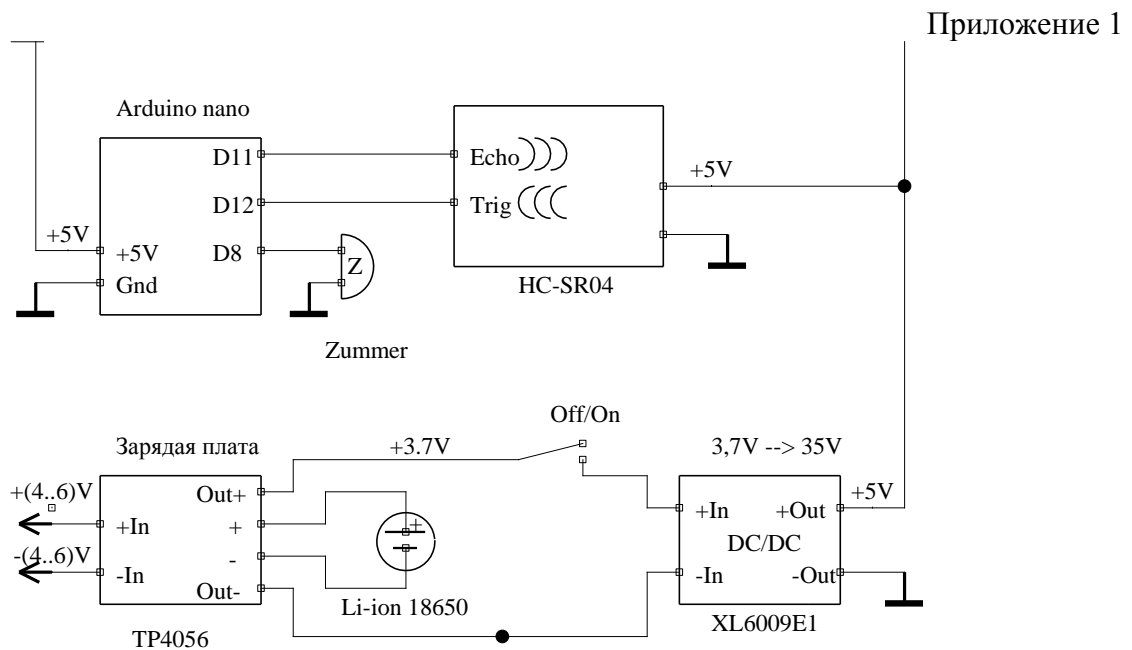 Приложение 1
Arduino nano
D11
Echo
+5V
D12
Trig
+5V
+5V
D8
Z
Gnd
HC-SR04
Zummer
Off/On
Зарядая плата
+3.7V
3,7V --> 35V
+(4..6)V
Out+
+5V
+In
+
+
+In
+Out
DC/DC
-(4..6)V
-
-In
-In
-Out
Out-
Li-ion 18650
XL6009E1
TP4056